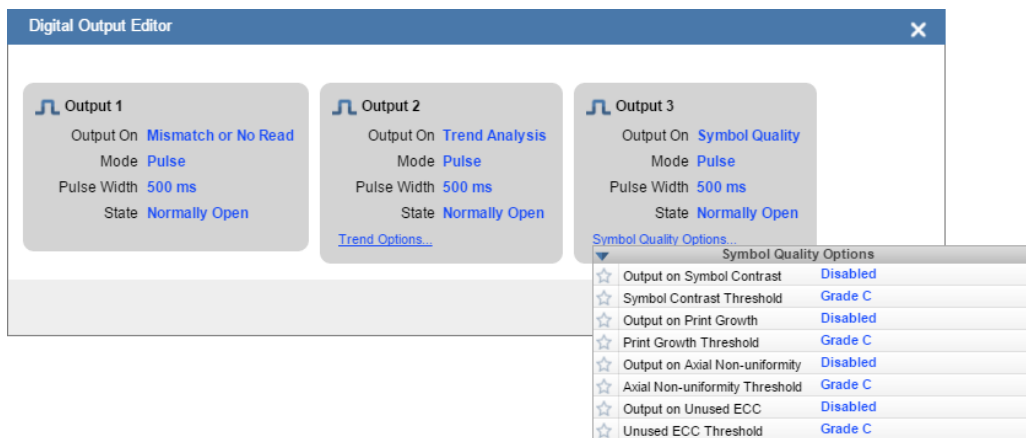 Digital Output Editor
Output 1
Output On Mismatch or No Read
Mode Pulse
Pulse Width 500 ms
State Normally Open
Output 2
Output On Trend Analysis
Mode Pulse
Pulse Width 500 ms
State Normally Open
Trend Options...
Output 3
Output On Symbol Quality
Mode Pulse
Pulse Width 500 ms
State Normally Open
Symbol Quality Options...
Symbol Quality Options
Output on Symbol Contrast Disabled
Symbol Contrast Threshold Grade C
Output on Print Growth Disabled
Print Growth Threshold Grade C
Output on Axial Non-uniformity Disabled
Axial Non-uniformity Threshold Grade C
Output on Unused ECC Disabled
Unused ECC Threshold Grade C